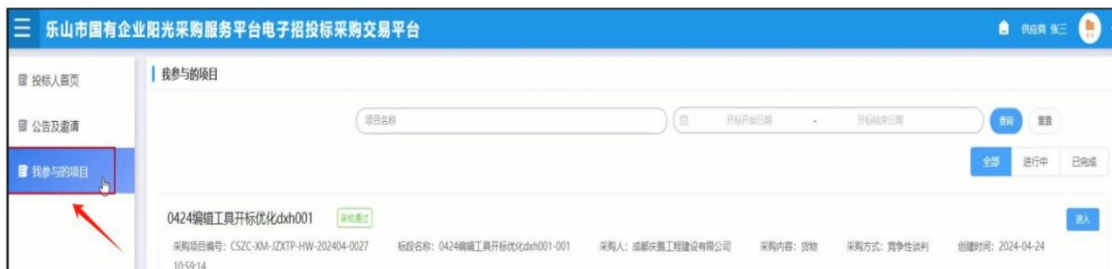 乐山市国有企业阳光采购服务平台电子招投标采购交易平台
供应商 张三
投标人首页
公告及邀请
我参与的项目
我参与的项目
项目名称
开标开始日期 - 开标结束日期
查询 重置
全部 进行中 已完成
0424编辑工具开标优化dxh001 审核通过
进入
采购项目编号：CSZC-XM-JZXTP-HW-202404-0027 标段名称：0424编辑工具开标优化dxh001-001 采购人：成都庆熊工程建设有限公司 采购内容：货物 采购方式：竞争性谈判 创建时间：2024-04-24
10:59:14